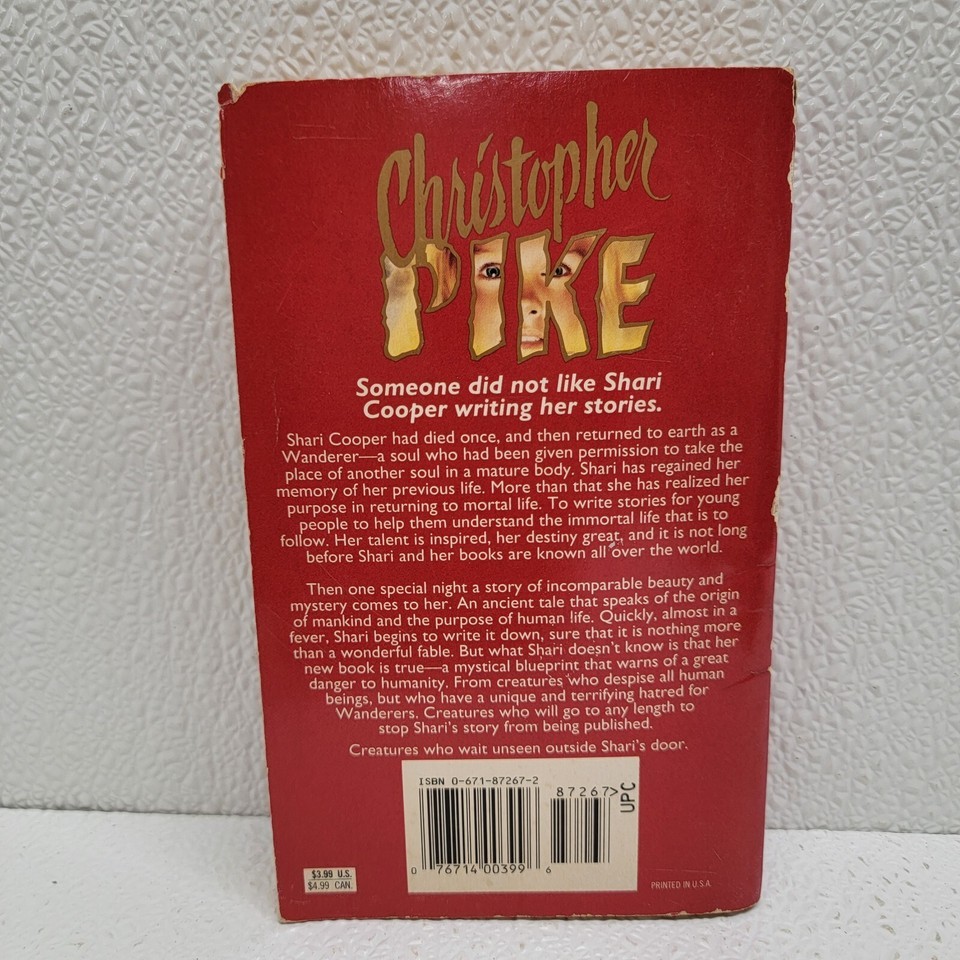 Christopher
PIKE
Someone did not like Shari
Cooper writing her stories.
Shari Cooper had died once, and then returned to earth as a
Wanderer—a soul who had been given permission to take the
place of another soul in a mature body. Shari has regained her
memory of her previous life. More than that she has realized her
purpose in returning to mortal life. To write stories for young
people to help them understand the immortal life that is to
follow. Her talent is inspired, her destiny great, and it is not long
before Shari and her books are known all over the world.
Then one special night a story of incomparable beauty and
mystery comes to her. An ancient tale that speaks of the origin
of mankind and the purpose of human life. Quickly, almost in a
fever, Shari begins to write it down, sure that it is nothing more
than a wonderful fable. But what Shari doesn't know is that her
new book is true—a mystical blueprint that warns of a great
danger to humanity. From creatures who despise all human
beings, but who have a unique and terrifying hatred for
Wanderers. Creatures who will go to any length to
stop Shari's story from being published.
Creatures who wait unseen outside Shari's door.
ISBN 0-671-87267-2
87267>
UPC
0 76714 00399 6
$3.99 U.S.
$4.99 CAN.
PRINTED IN U.S.A.